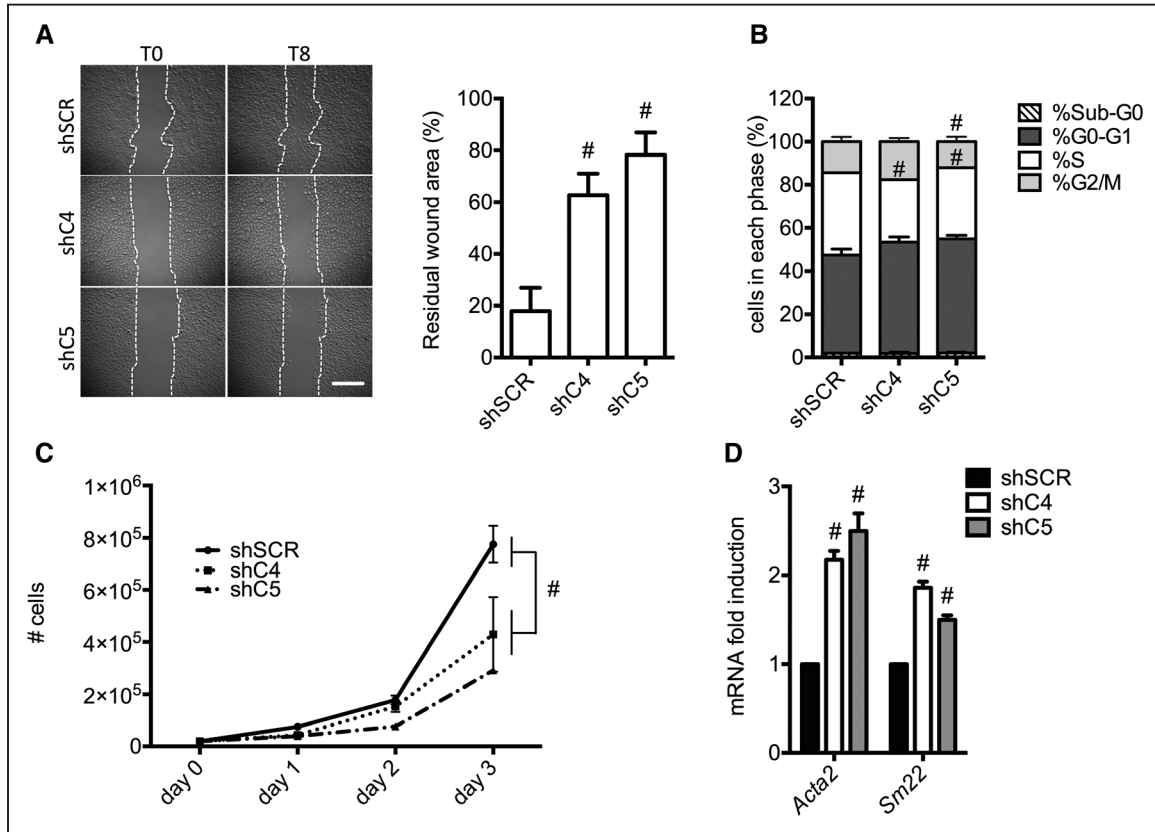 A
T0 T8
shSCR
shC4
shC5
Residual wound area (%)
100
80
60
40
20
0
#
#
shSCR
shC4
shC5
B
cells in each phase (%)
120
100
80
60
40
20
0
#
#
#
%Sub-G0
%G0-G1
%S
%G2/M
shSCR
shC4
shC5
C
# cells
1×10⁶
8×10⁵
6×10⁵
4×10⁵
2×10⁵
0
shSCR
shC4
shC5
#
day 0
day 1
day 2
day 3
D
shSCR
shC4
shC5
mRNA fold induction
3
2
1
0
#
#
#
#
Acta2
Sm22